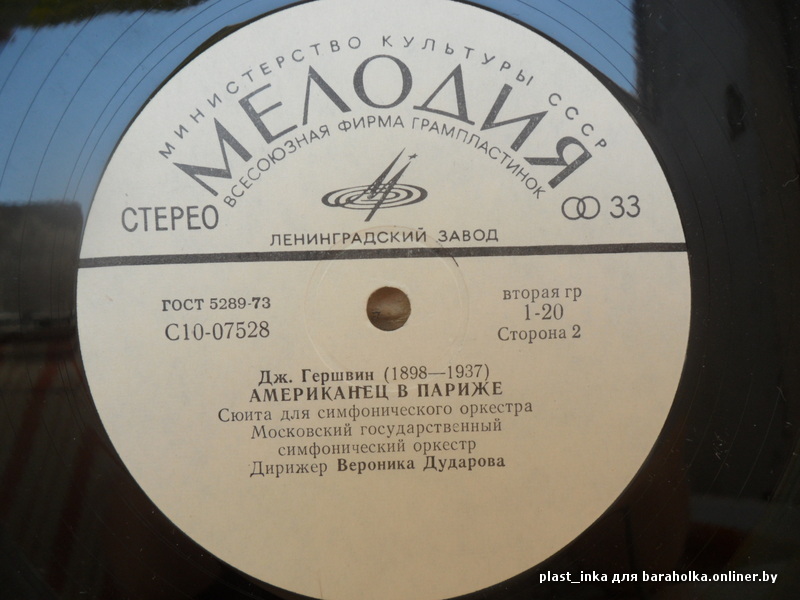 МИНИСТЕРСТВО КУЛЬТУРЫ СССР
МЕЛОДИЯ
ВСЕСОЮЗНАЯ ФИРМА ГРАМПЛАСТИНОК
СТЕРЕО
33
ЛЕНИНГРАДСКИЙ ЗАВОД
ГОСТ 5289-73
С10-07528
вторая гр
1-20
Сторона 2
Дж. Гершвин (1898—1937)
АМЕРИКАНЕЦ В ПАРИЖЕ
Сюита для симфонического оркестра
Московский государственный
симфонический оркестр
Дирижер Вероника Дударова
plast_inka для baraholka.onliner.by